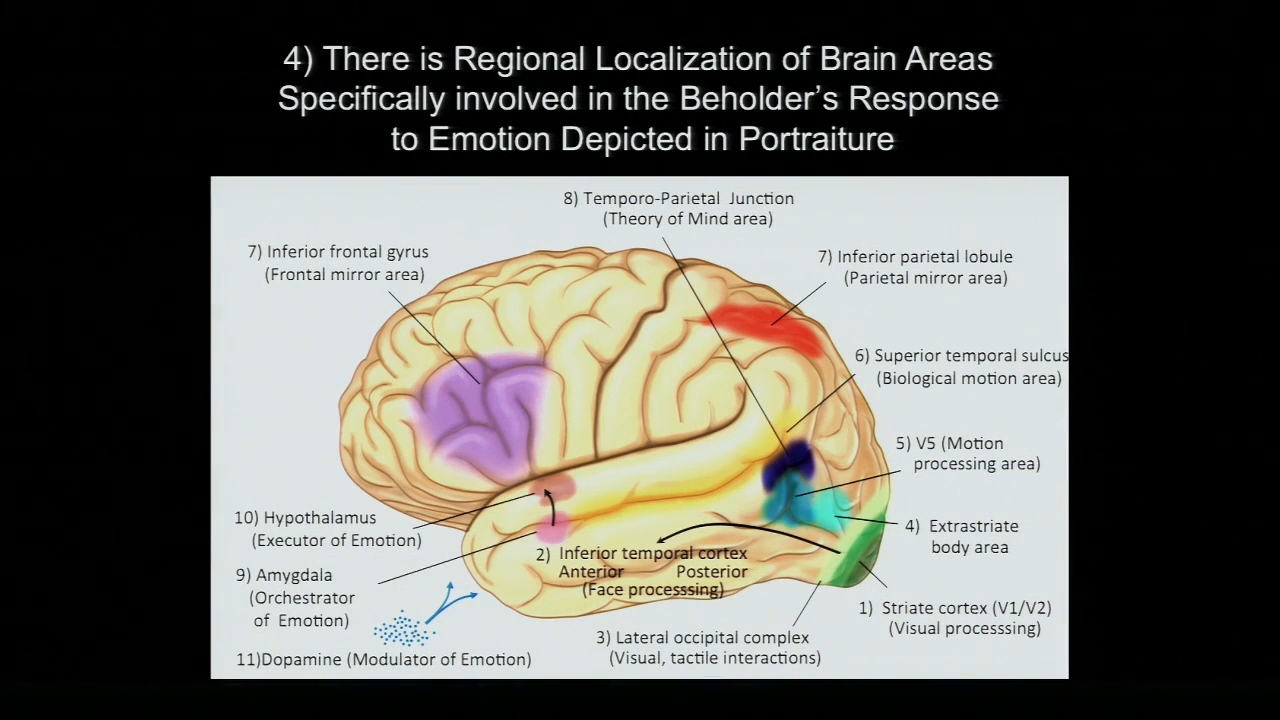 4) There is Regional Localization of Brain Areas
Specifically involved in the Beholder's Response
to Emotion Depicted in Portraiture
8) Temporo-Parietal Junction
(Theory of Mind area)
7) Inferior frontal gyrus
(Frontal mirror area)
7) Inferior parietal lobule
(Parietal mirror area)
6) Superior temporal sulcus
(Biological motion area)
5) V5 (Motion
processing area)
4) Extrastriate
body area
10) Hypothalamus
(Executor of Emotion)
2) Inferior temporal cortex
Anterior Posterior
(Face processsing)
9) Amygdala
(Orchestrator
of Emotion)
1) Striate cortex (V1/V2)
(Visual processsing)
3) Lateral occipital complex
(Visual, tactile interactions)
11)Dopamine (Modulator of Emotion)